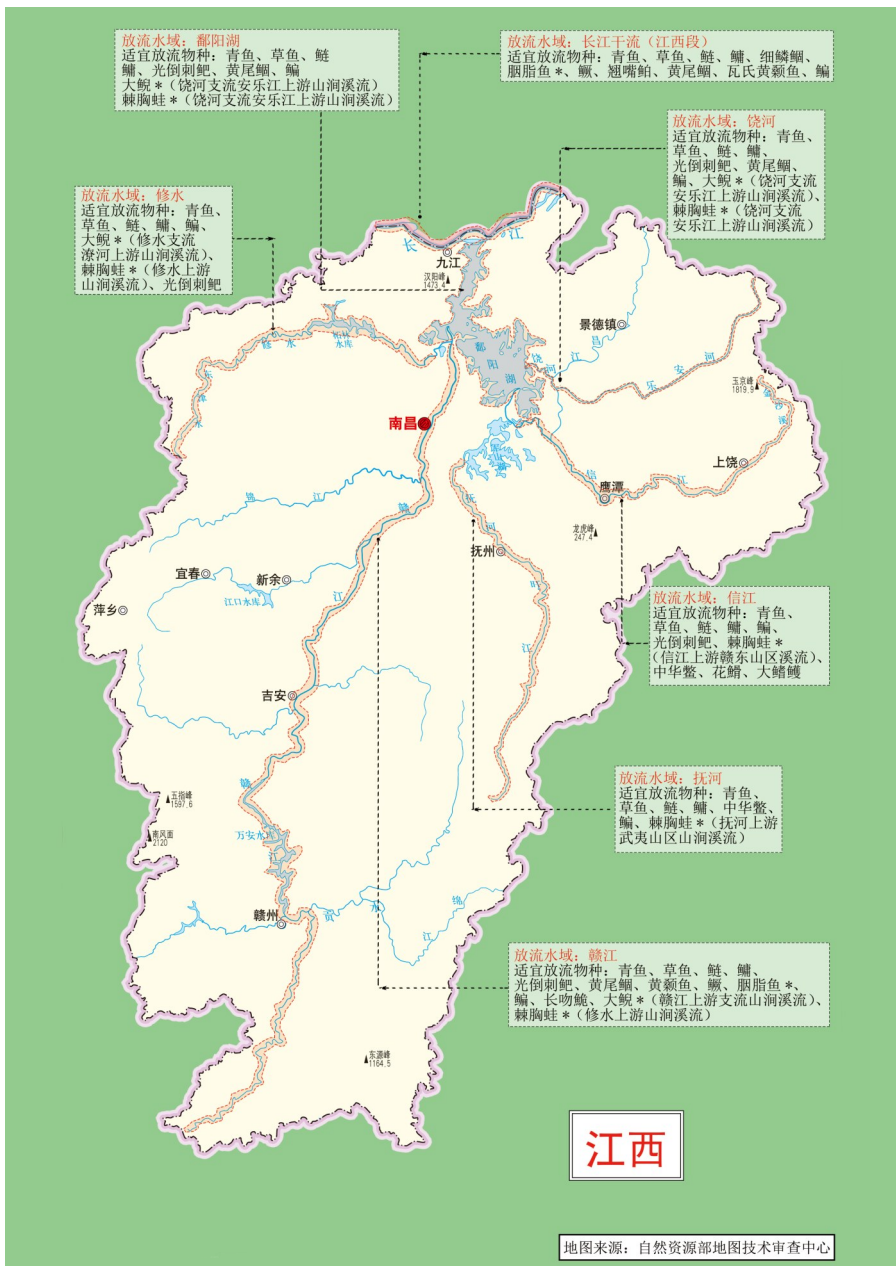 放流水域：鄱阳湖
适宜放流物种：青鱼、草鱼、鲢
鳙、光倒刺鲃、黄尾鲴、鳊
大鲵*（饶河支流安乐江上游山涧溪流）
棘胸蛙*（饶河支流安乐江上游山涧溪流）
放流水域：长江干流（江西段）
适宜放流物种：青鱼、草鱼、鲢、鳙、细鳞鲴、
胭脂鱼*、鳜、翘嘴鲌、黄尾鲴、瓦氏黄颡鱼、鳊
放流水域：饶河
适宜放流物种：青鱼、
草鱼、鲢、鳙、
光倒刺鲃、黄尾鲴、
鳊、大鲵*（饶河支流
安乐江上游山涧溪流）、
棘胸蛙*（饶河支流
安乐江上游山涧溪流）
放流水域：修水
适宜放流物种：青鱼、
草鱼、鲢、鳙、鳊、
大鲵*（修水支流
潦河上游山涧溪流）、
棘胸蛙*（修水上游
山涧溪流）、光倒刺鲃
长江
九江
汉阳峰
1473.4
景德镇
昌江
鄱阳湖
饶河
乐安河
修水
水库
东津水
玉京峰
1819.9
金沙溪
南昌
上饶
信江
鹰潭
锦江
赣江
抚河
龙虎峰
247.4
抚州
宜春
新余
江口水库
萍乡
盱江
放流水域：信江
适宜放流物种：青鱼、
草鱼、鲢、鳙、鳊、
光倒刺鲃、棘胸蛙*
（信江上游赣东山区溪流）、
中华鳖、花䱻、大鳍鳠
吉安
赣江
五指峰
1597.6
南风面
2120
万安水库
放流水域：抚河
适宜放流物种：青鱼、
草鱼、鲢、鳙、中华鳖、
鳊、棘胸蛙*（抚河上游
武夷山区山涧溪流）
赣州
贡水
绵江
放流水域：赣江
适宜放流物种：青鱼、草鱼、鲢、鳙、
光倒刺鲃、黄尾鲴、黄颡鱼、鳜、胭脂鱼*、
鳊、长吻鮠、大鲵*（赣江上游支流山涧溪流）、
棘胸蛙*（修水上游山涧溪流）
东源峰
1164.5
江西
地图来源：自然资源部地图技术审查中心